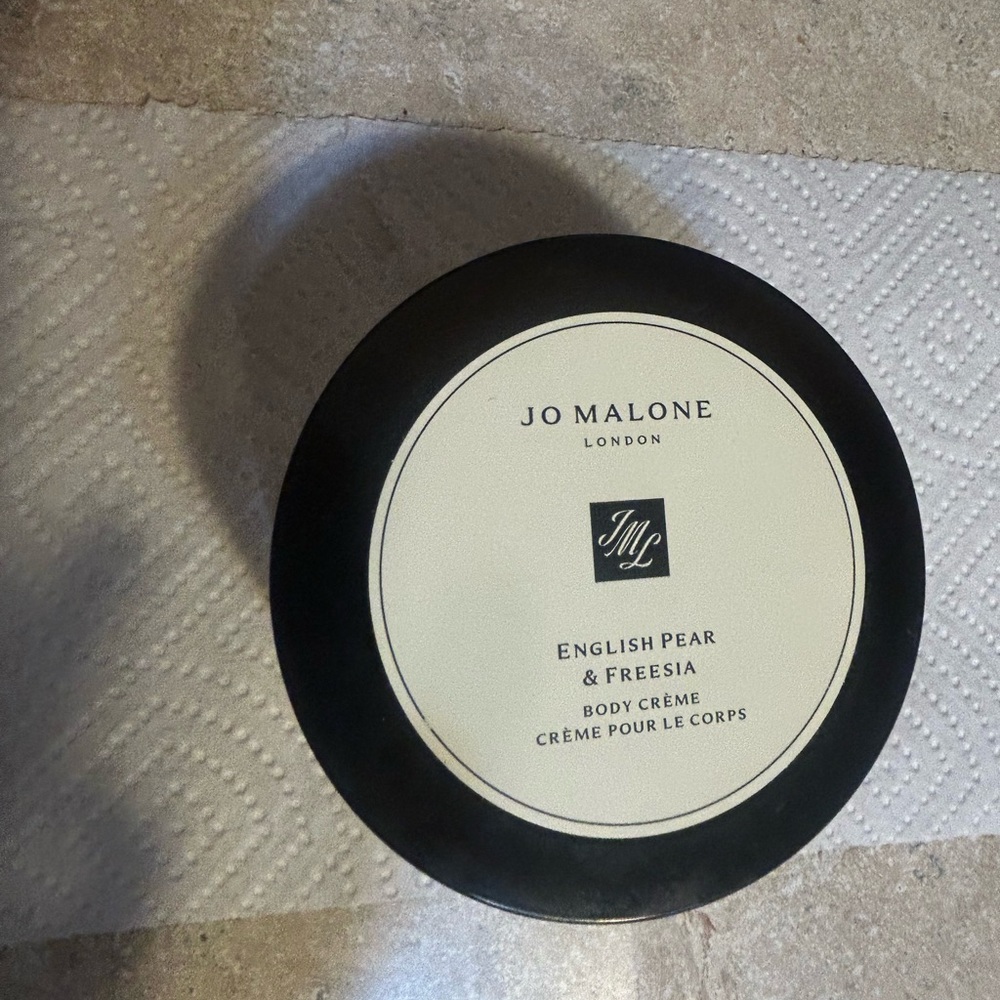 JO MALONE
LONDON
JML
ENGLISH PEAR
& FREESIA
BODY CRÈME
CRÈME POUR LE CORPS